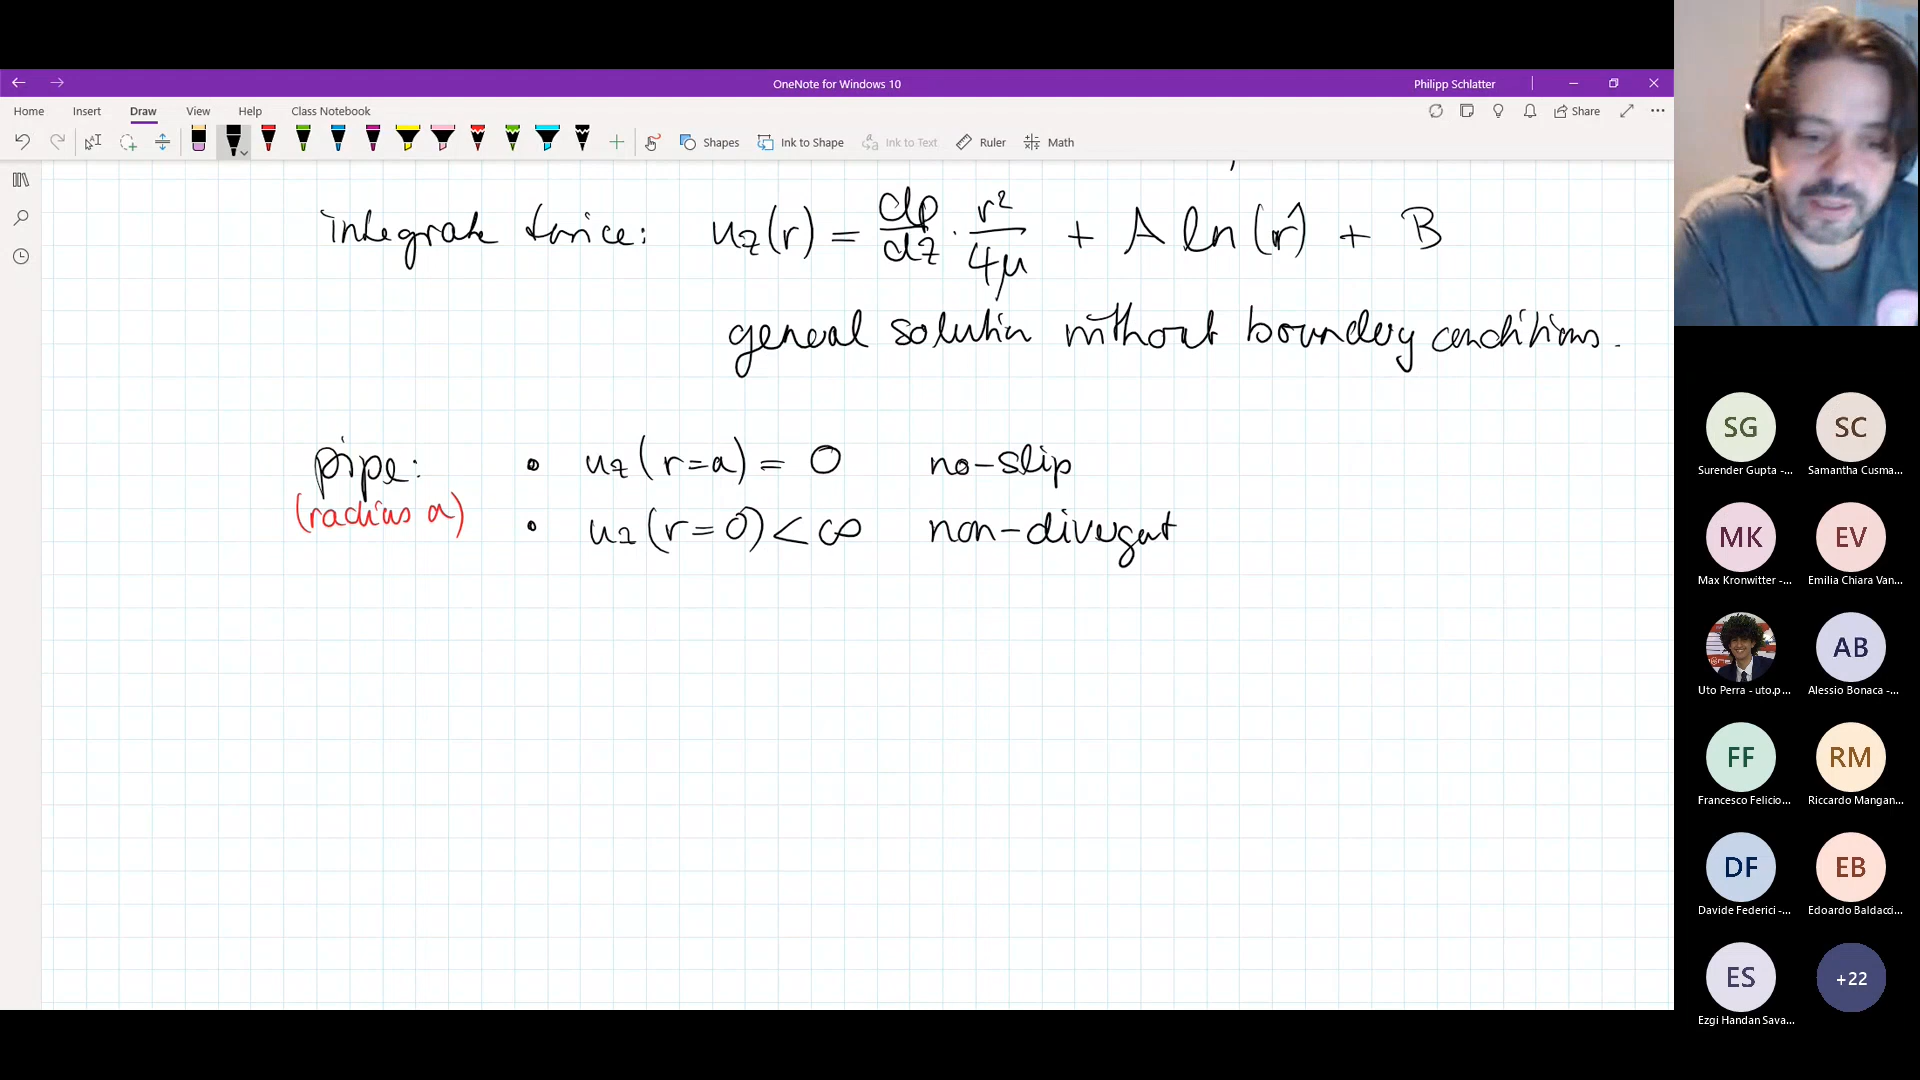 OneNote for Windows 10
Philipp Schlatter
Home Insert Draw View Help Class Notebook
Share
Shapes Ink to Shape Ink to Text Ruler Math
integrate twice: u_z(r) = dp/dz · r²/4μ + A ln(r̂) + B
general solution without boundary conditions.
pipe: • u_z(r=a) = 0 no-slip
(radius a)
• u_z(r=0) < ∞ non-divergent
SG SC
Surender Gupta -... Samantha Cusma...
MK EV
Max Kronwitter -... Emilia Chiara Van...
AB
Uto Perra - uto.p... Alessio Bonaca -...
FF RM
Francesco Felicio... Riccardo Mangan...
DF EB
Davide Federici -... Edoardo Baldacci...
ES +22
Ezgi Handan Sava...